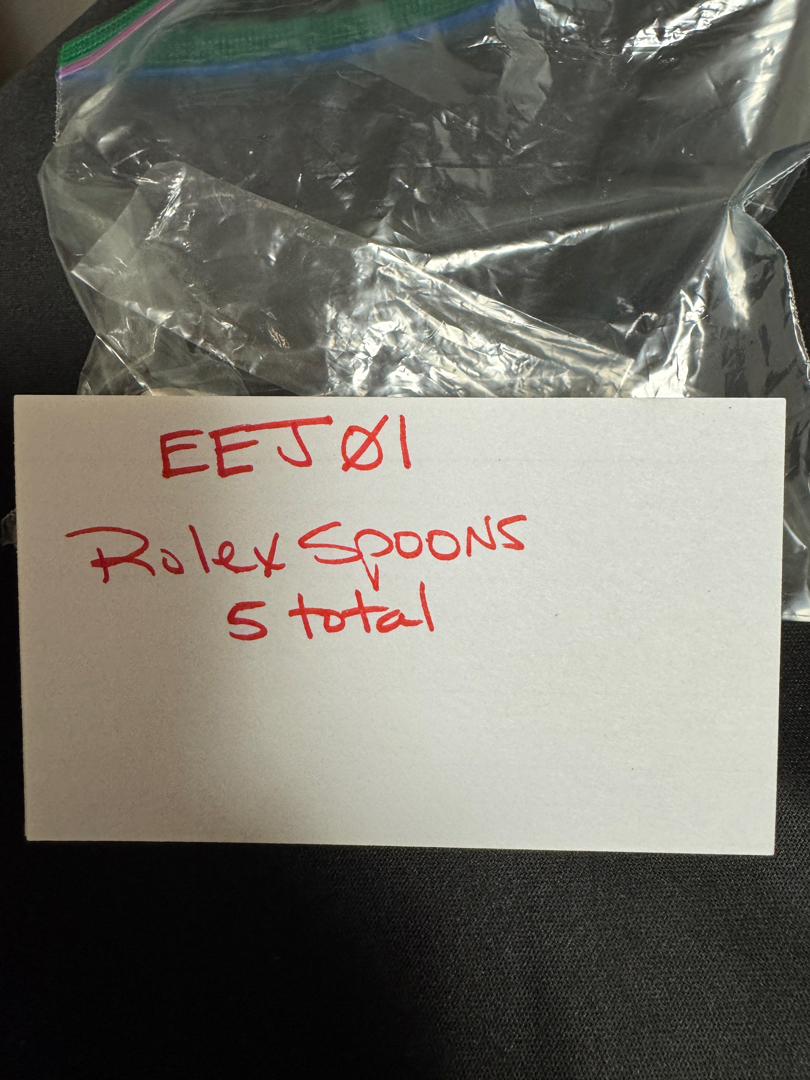 EEJØ1
Rolex Spoons
5 total